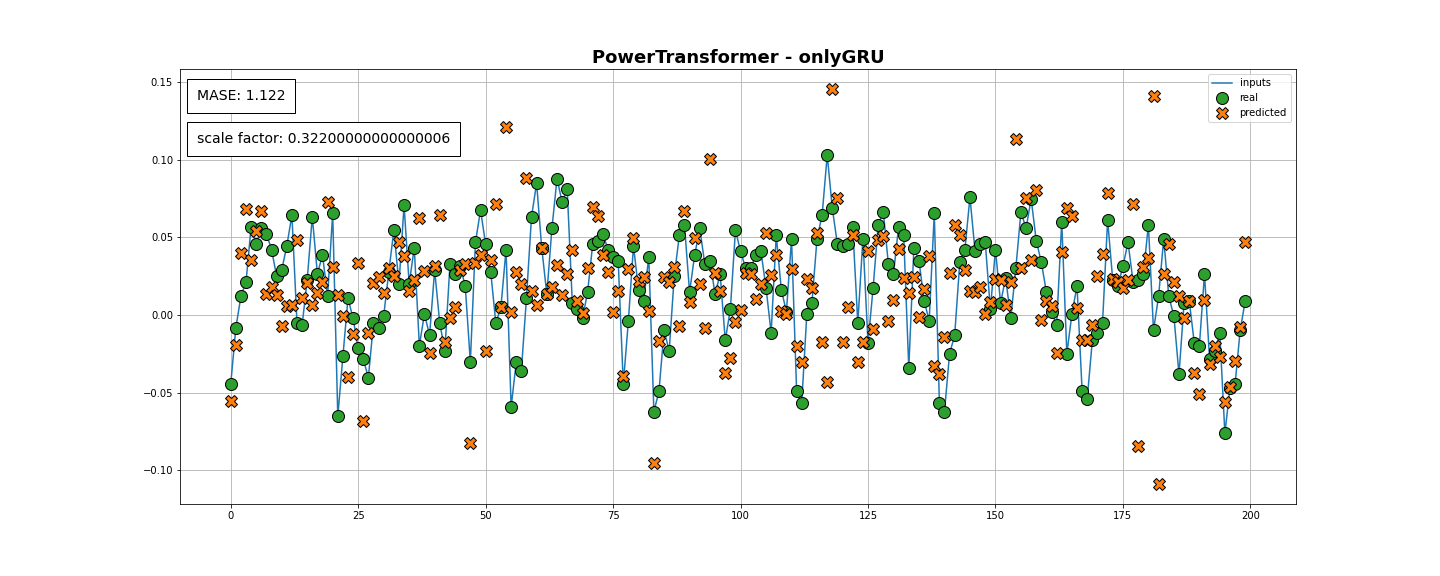 PowerTransformer - onlyGRU
MASE: 1.122
scale factor: 0.32200000000000006
inputs
real
predicted
0.15
0.10
0.05
0.00
−0.05
−0.10
0 25 50 75 100 125 150 175 200